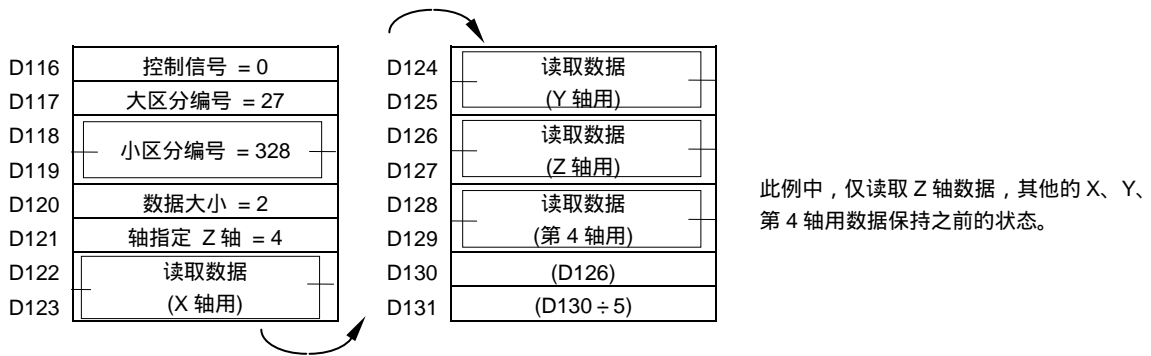 D116 控制信号 = 0
D117 大区分编号 = 27
D118
小区分编号 = 328
D119
D120 数据大小 = 2
D121 轴指定 Z 轴 = 4
D122 读取数据
D123 (X 轴用)
D124 读取数据
D125 (Y 轴用)
D126 读取数据
D127 (Z 轴用)
D128 读取数据
D129 (第 4 轴用)
D130 (D126)
D131 (D130 ÷ 5)
此例中，仅读取 Z 轴数据，其他的 X、Y、
第 4 轴用数据保持之前的状态。